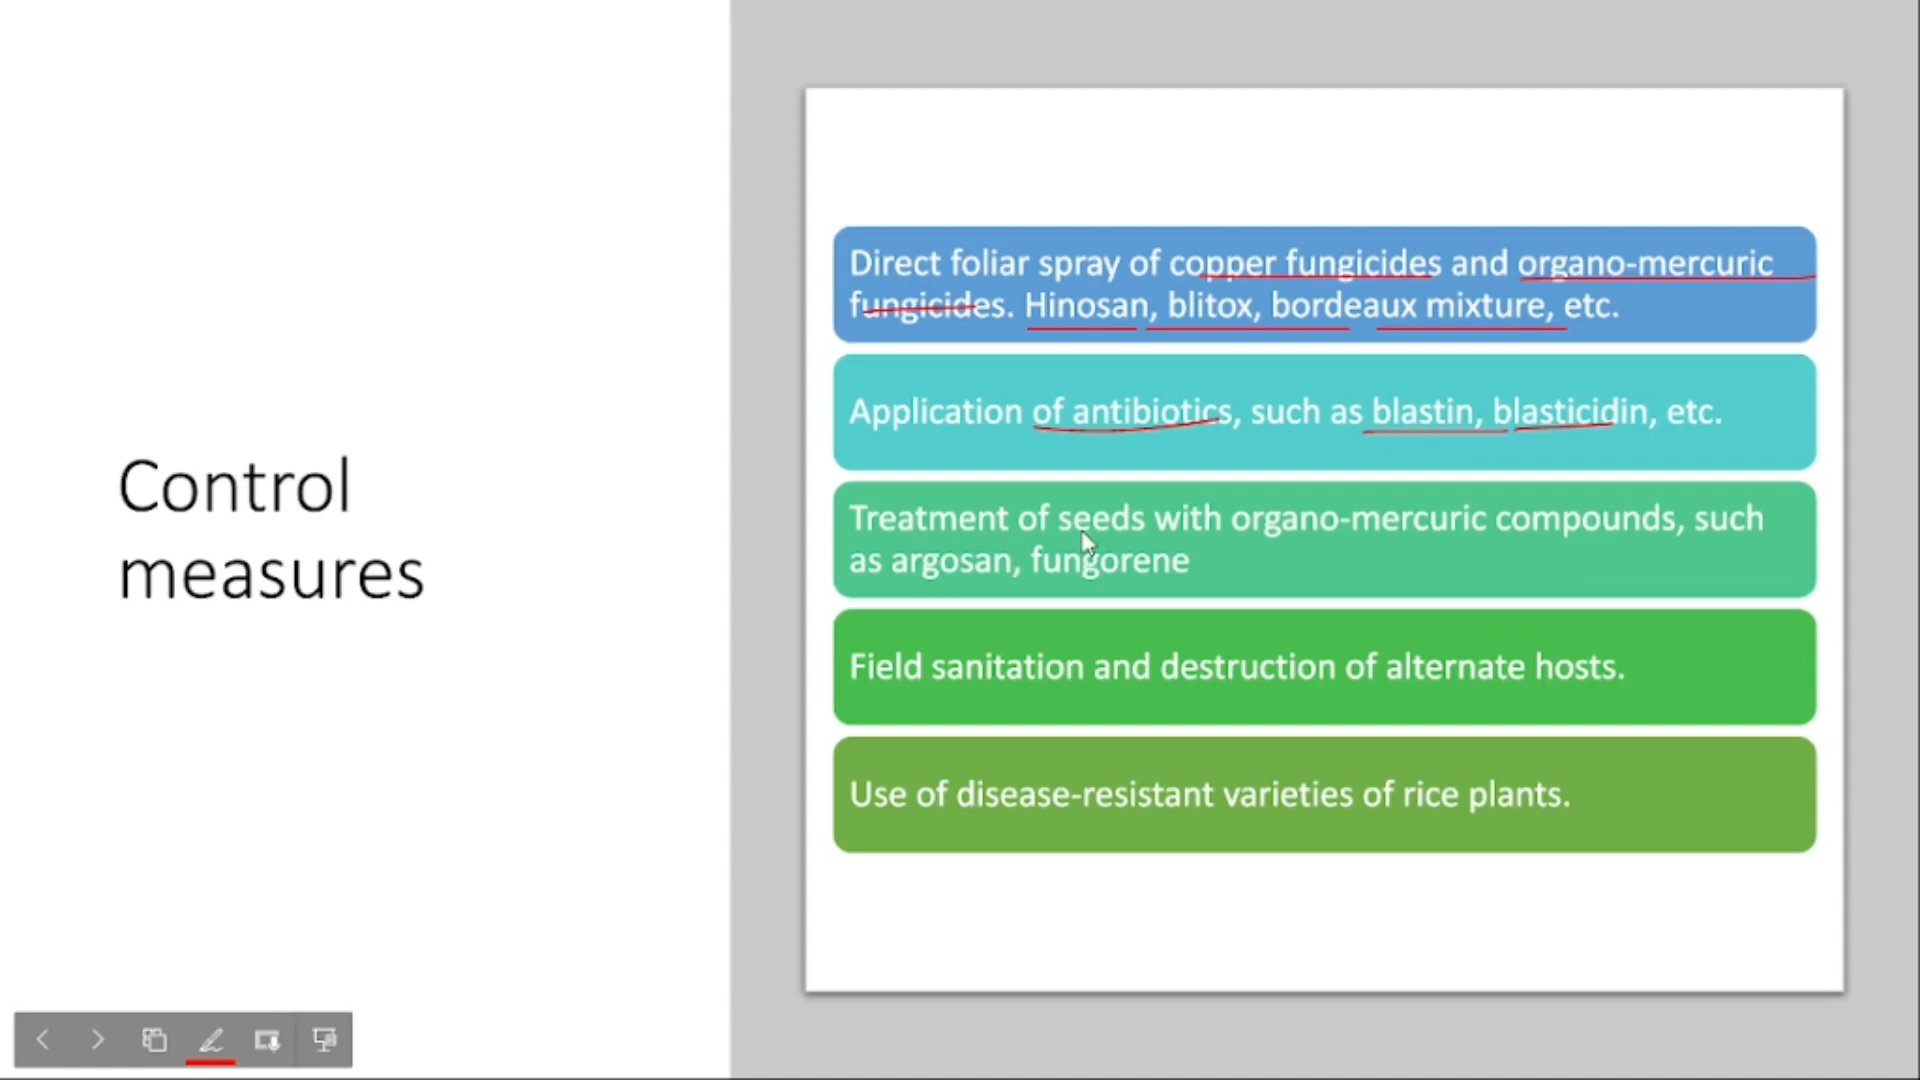 Control
measures
Direct foliar spray of copper fungicides and organo-mercuric
fungicides. Hinosan, blitox, bordeaux mixture, etc.
Application of antibiotics, such as blastin, blasticidin, etc.
Treatment of seeds with organo-mercuric compounds, such
as argosan, fungorene
Field sanitation and destruction of alternate hosts.
Use of disease-resistant varieties of rice plants.